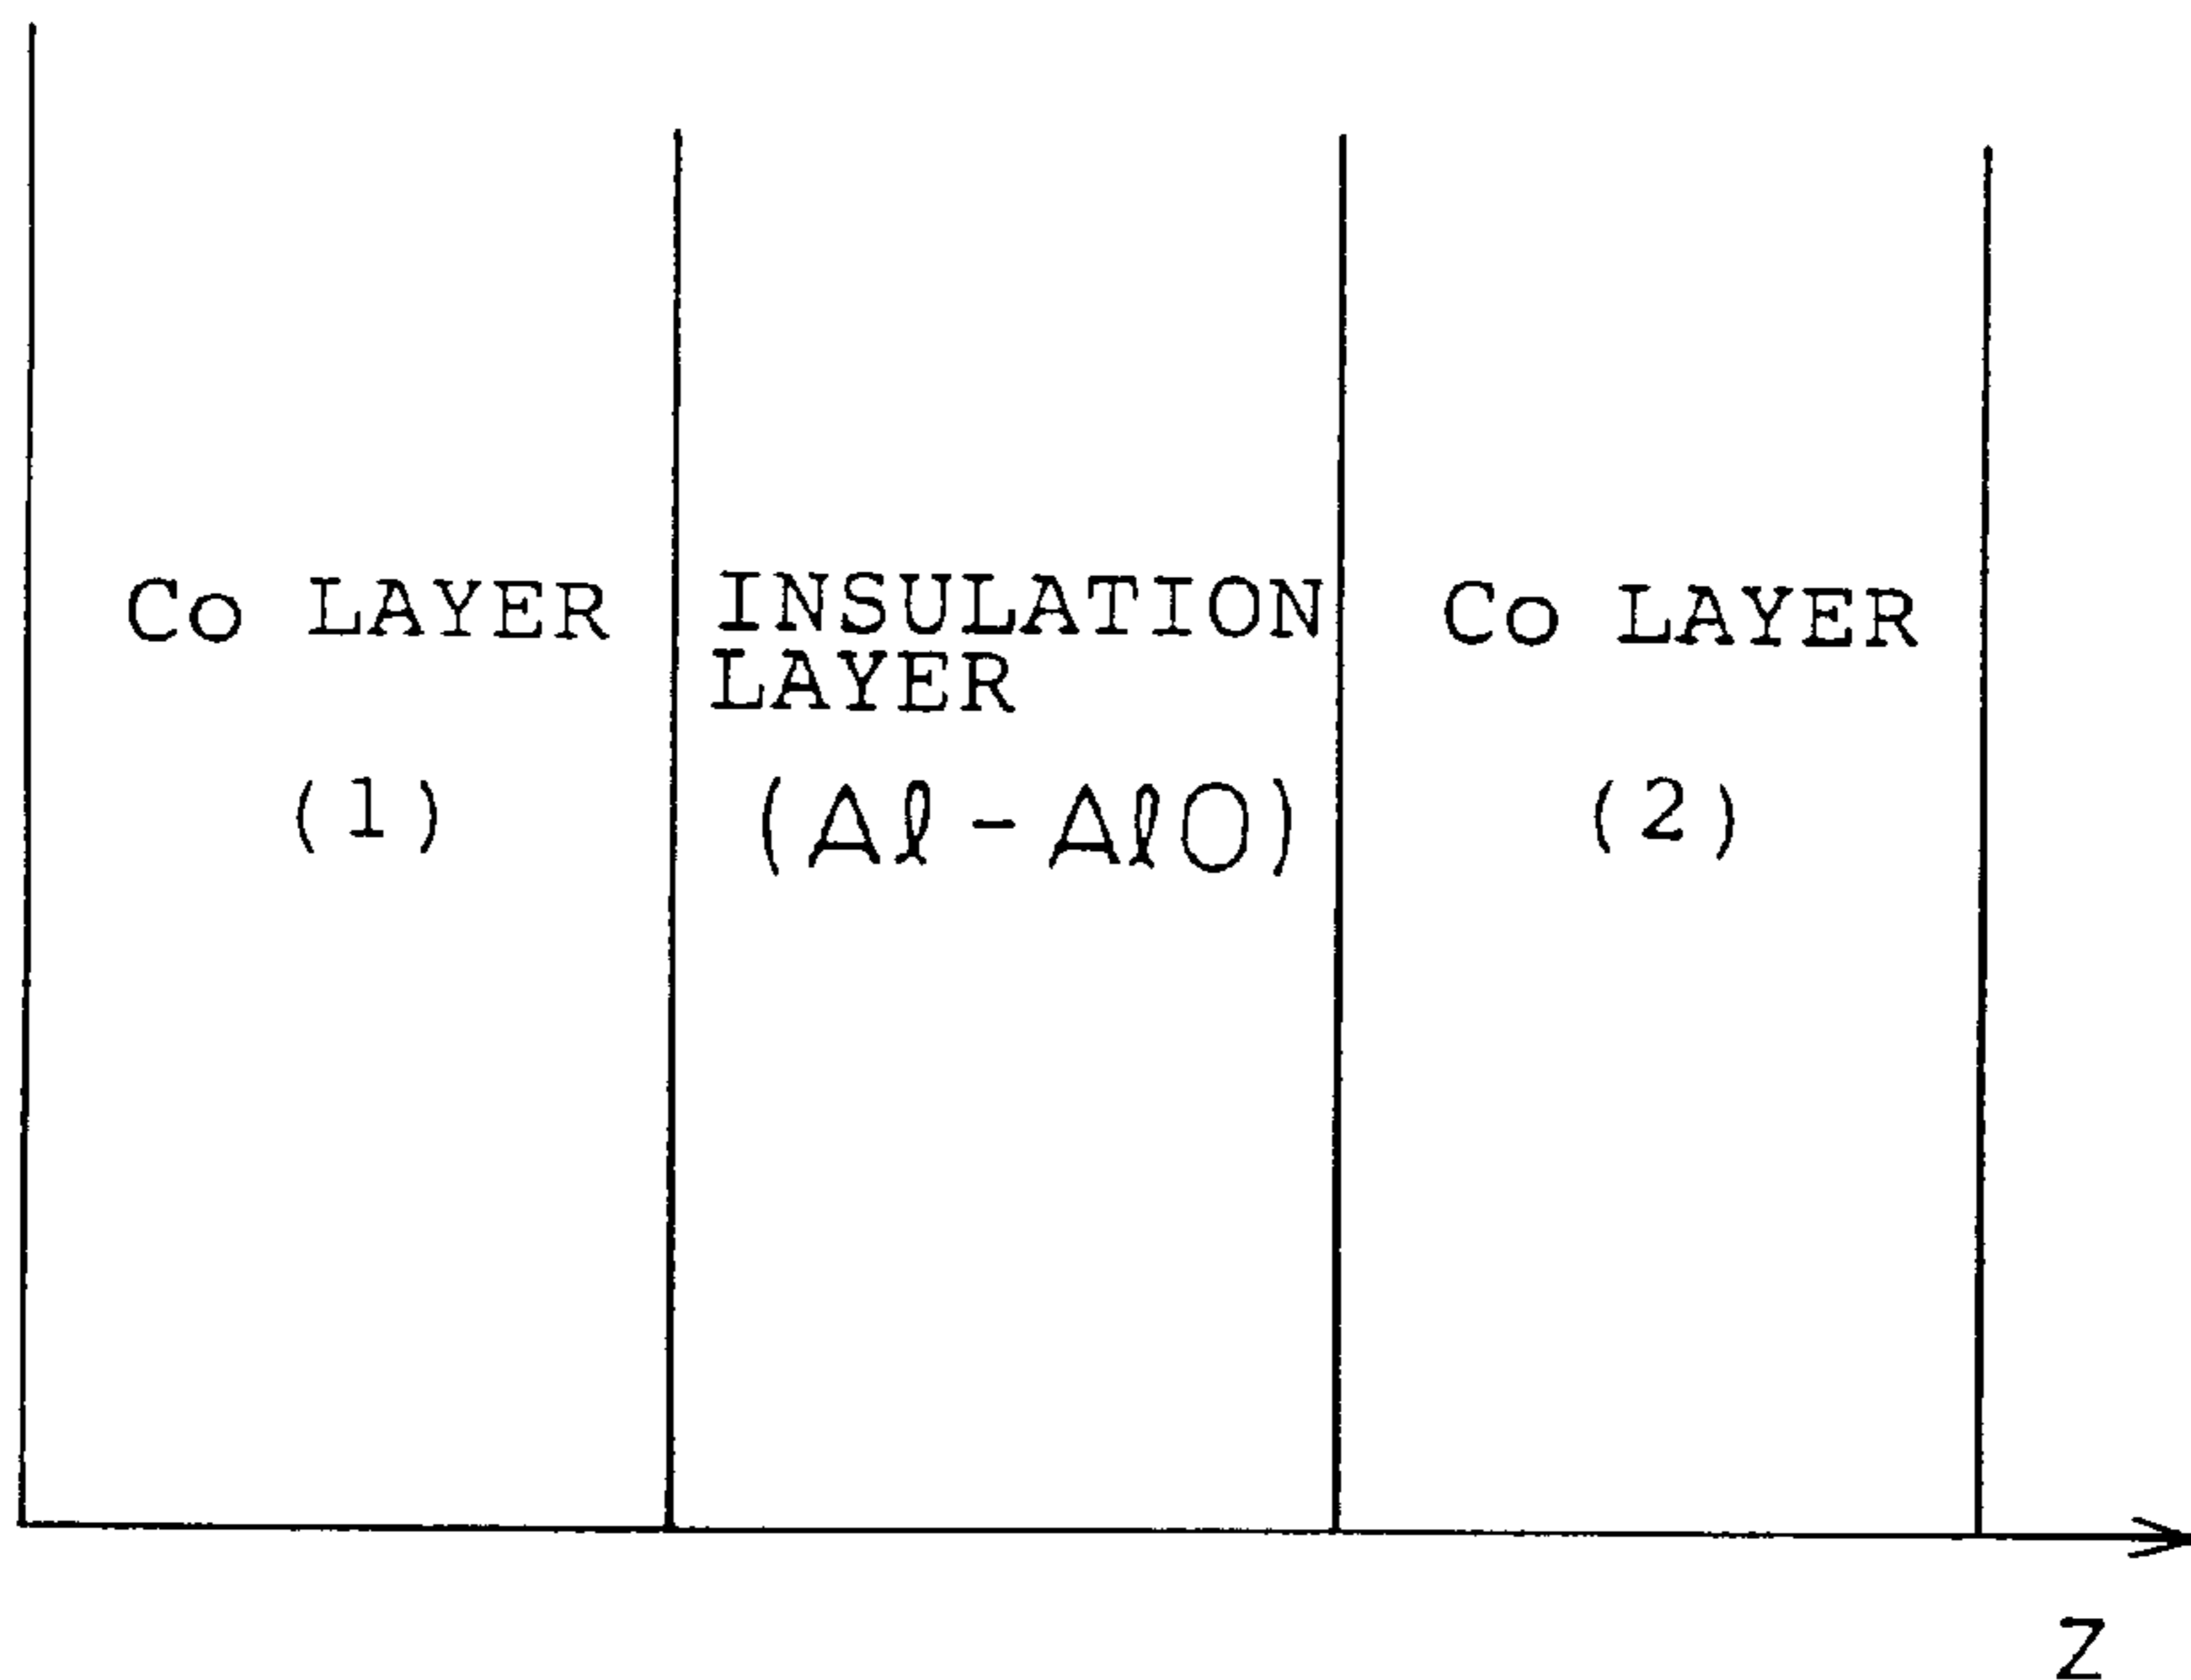 Co LAYER
(1)
INSULATION
LAYER
(Aℓ-AℓO)
Co LAYER
(2)
Z